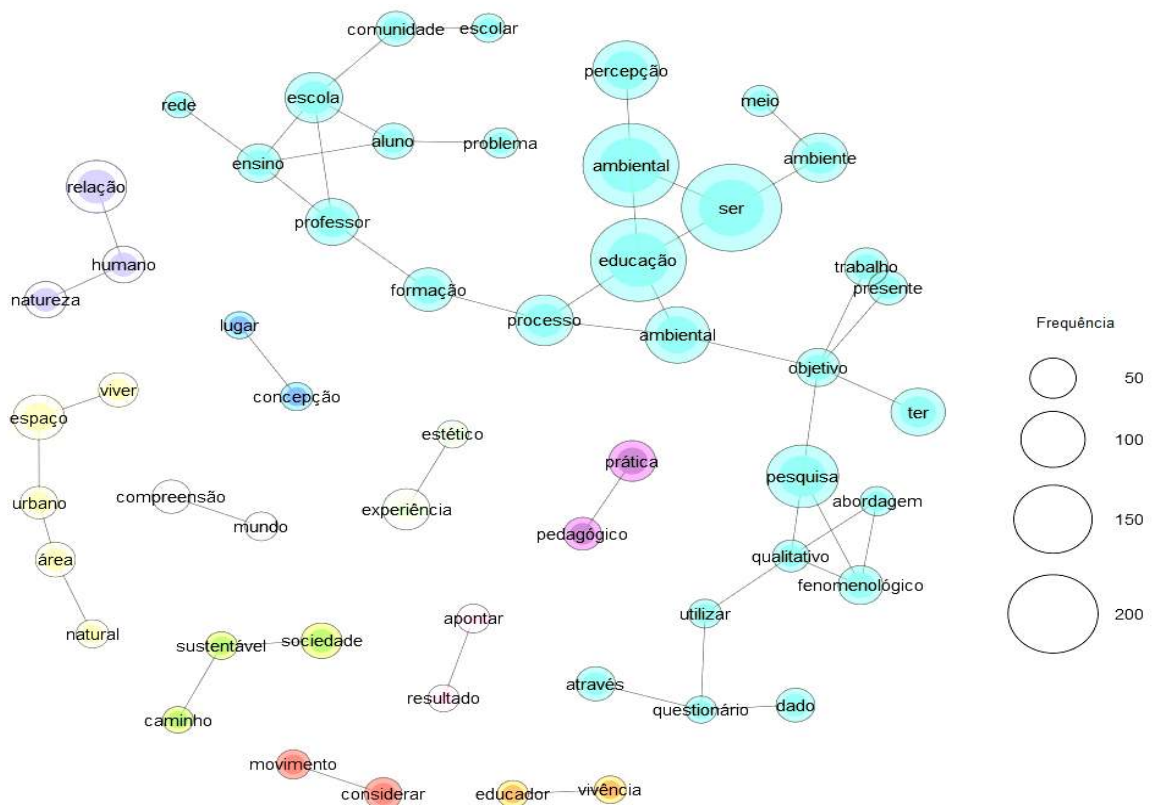 comunidade escolar
percepção
escola
meio
rede
aluno
problema
ensino
ambiental
ambiente
relação
ser
professor
humano
educação
trabalho
natureza
formação
presente
processo
lugar
ambiental
Frequência
objetivo
50
viver
concepção
espaço
ter
estético
100
prática
pesquisa
compreensão
abordagem
urbano
experiência
mundo
150
pedagógico
qualitativo
área
fenomenológico
apontar
utilizar
200
natural
sustentável
sociedade
através
resultado
questionário
dado
caminho
movimento
considerar
educador
vivência